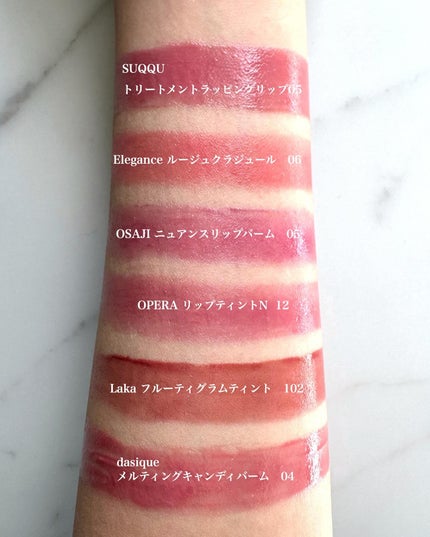 SUQQU
トリートメントラッピングリップ05
Elegance ルージュクラジュール 06
OSAJI ニュアンスリップバーム 05
OPERA リップティントN 12
Laka フルーティグラムティント 102
dasique
メルティングキャンディバーム 04